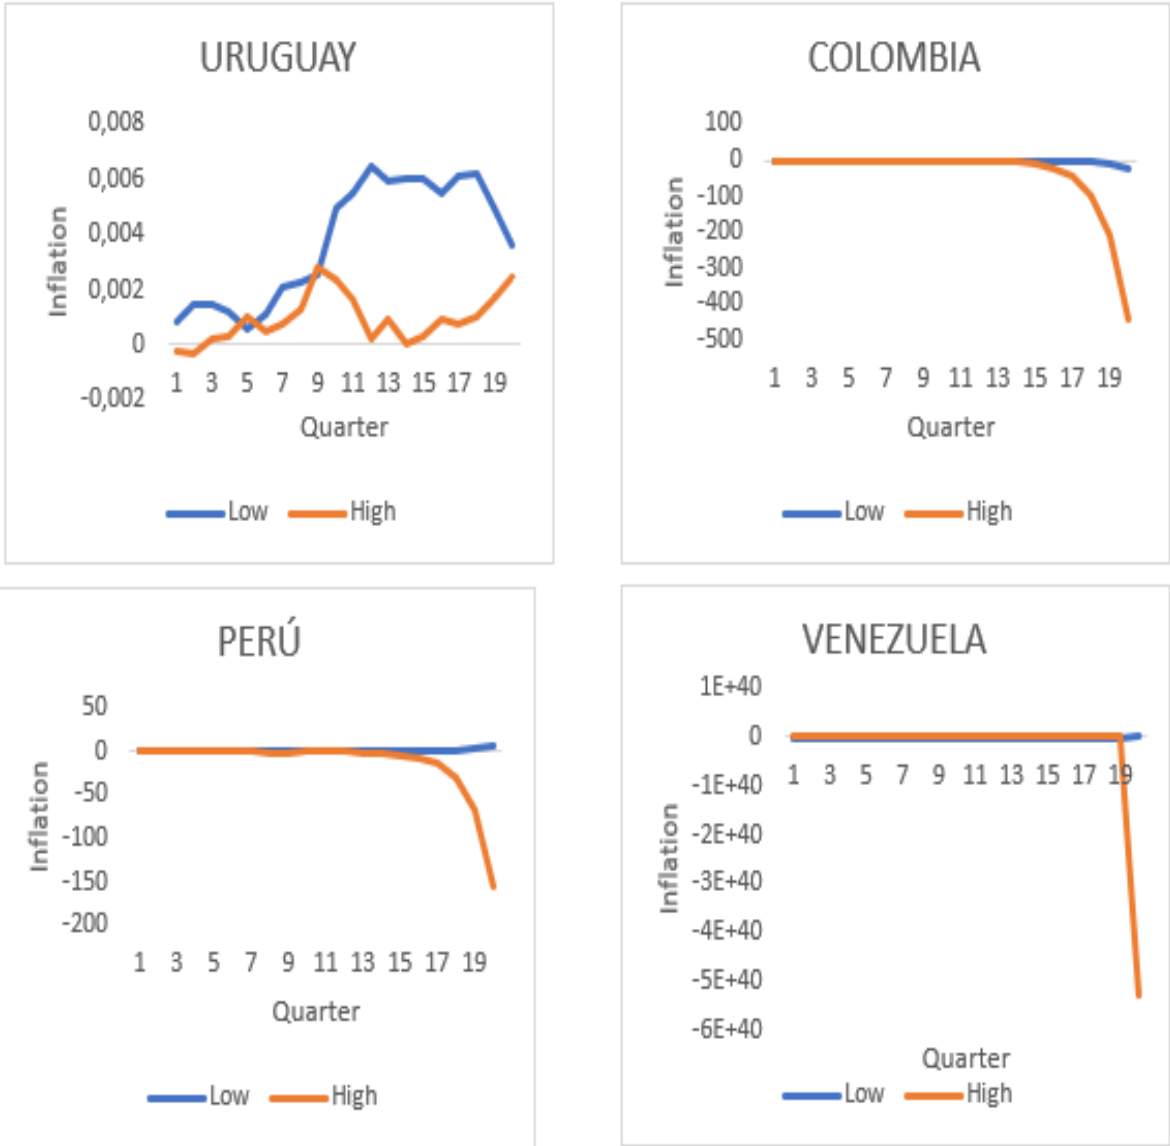 URUGUAY
0,008
0,006
0,004
0,002
0
-0,002
Inflation
1 3 5 7 9 11 13 15 17 19
Quarter
Low High
COLOMBIA
100
0
-100
-200
-300
-400
-500
Inflation
1 3 5 7 9 11 13 15 17 19
Quarter
Low High
PERÚ
50
0
-50
-100
-150
-200
Inflation
1 3 5 7 9 11 13 15 17 19
Quarter
Low High
VENEZUELA
1E+40
0
-1E+40
-2E+40
-3E+40
-4E+40
-5E+40
-6E+40
Inflation
1 3 5 7 9 11 13 15 17 19
Quarter
Low High